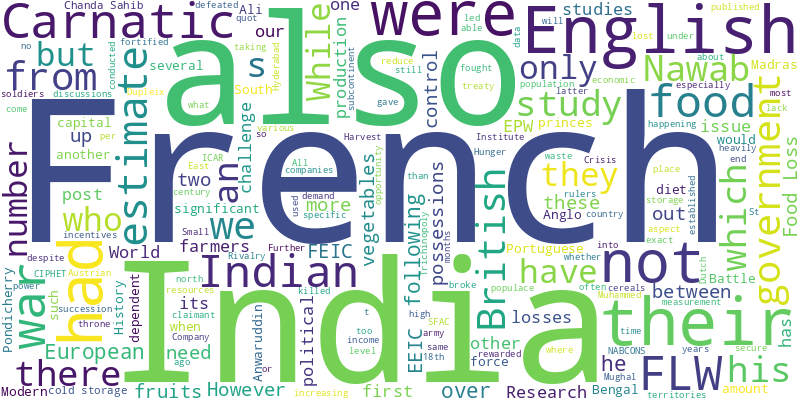 Carnatic
Chanda Sahib
defeated
Ali
quot
one
led
able
were
English
studies
will
often
published
no
lost
under
but
fortified
from
several
taking
Hyderabad
s
Dupleix
conducted
soldiers
come
discussions
what
South
our
also
While
production
subcontinent
still
gave
fought
treaty
control
data
population
only
economic
Nawab
about
Madras
especially
reduce
latter
most
lack
study
food
estimate
up
capital
per
another
number
an
challenge
various
so
princes
EPW
issue
would
happening
heavily
end
government
who
post
two
ICAR
East
century
Harvest
All
companies
Institute
Hunger
Crisis
waste
than
place
rulers
diet
storage
St
which
Food Loss
French
they
these
significant
we
vegetables
opportunity
demand
specific
used
Small
farmers
more
British
possessions
Anglo
country
out
whether
established
aspect
exact
War
had
incentives
World
FEIC
Further
Rivalry
following
Trichinopoly
months
Portuguese
into
have
between
Dutch
Battle
not
such
despite
CIPHET
Austrian
History
dependent
its
north
resources
Indian
populace
often
cereals
Muhammed
measurement
Pondicherry
power
succession
claimant
killed
broke
India
their
European
throne
when
Company
need
ago
or
Anwaruddin
political
t
too
income
level
EEIC
high
SFAC
army
same
18th
other
losses
rewarded
force
where
time
NABCONS
years
secure
has
Mughal
territories
there
Modern
cold storage
fruits
However
first
increasing
over
Research
he
Bengal
FLW
his
amount